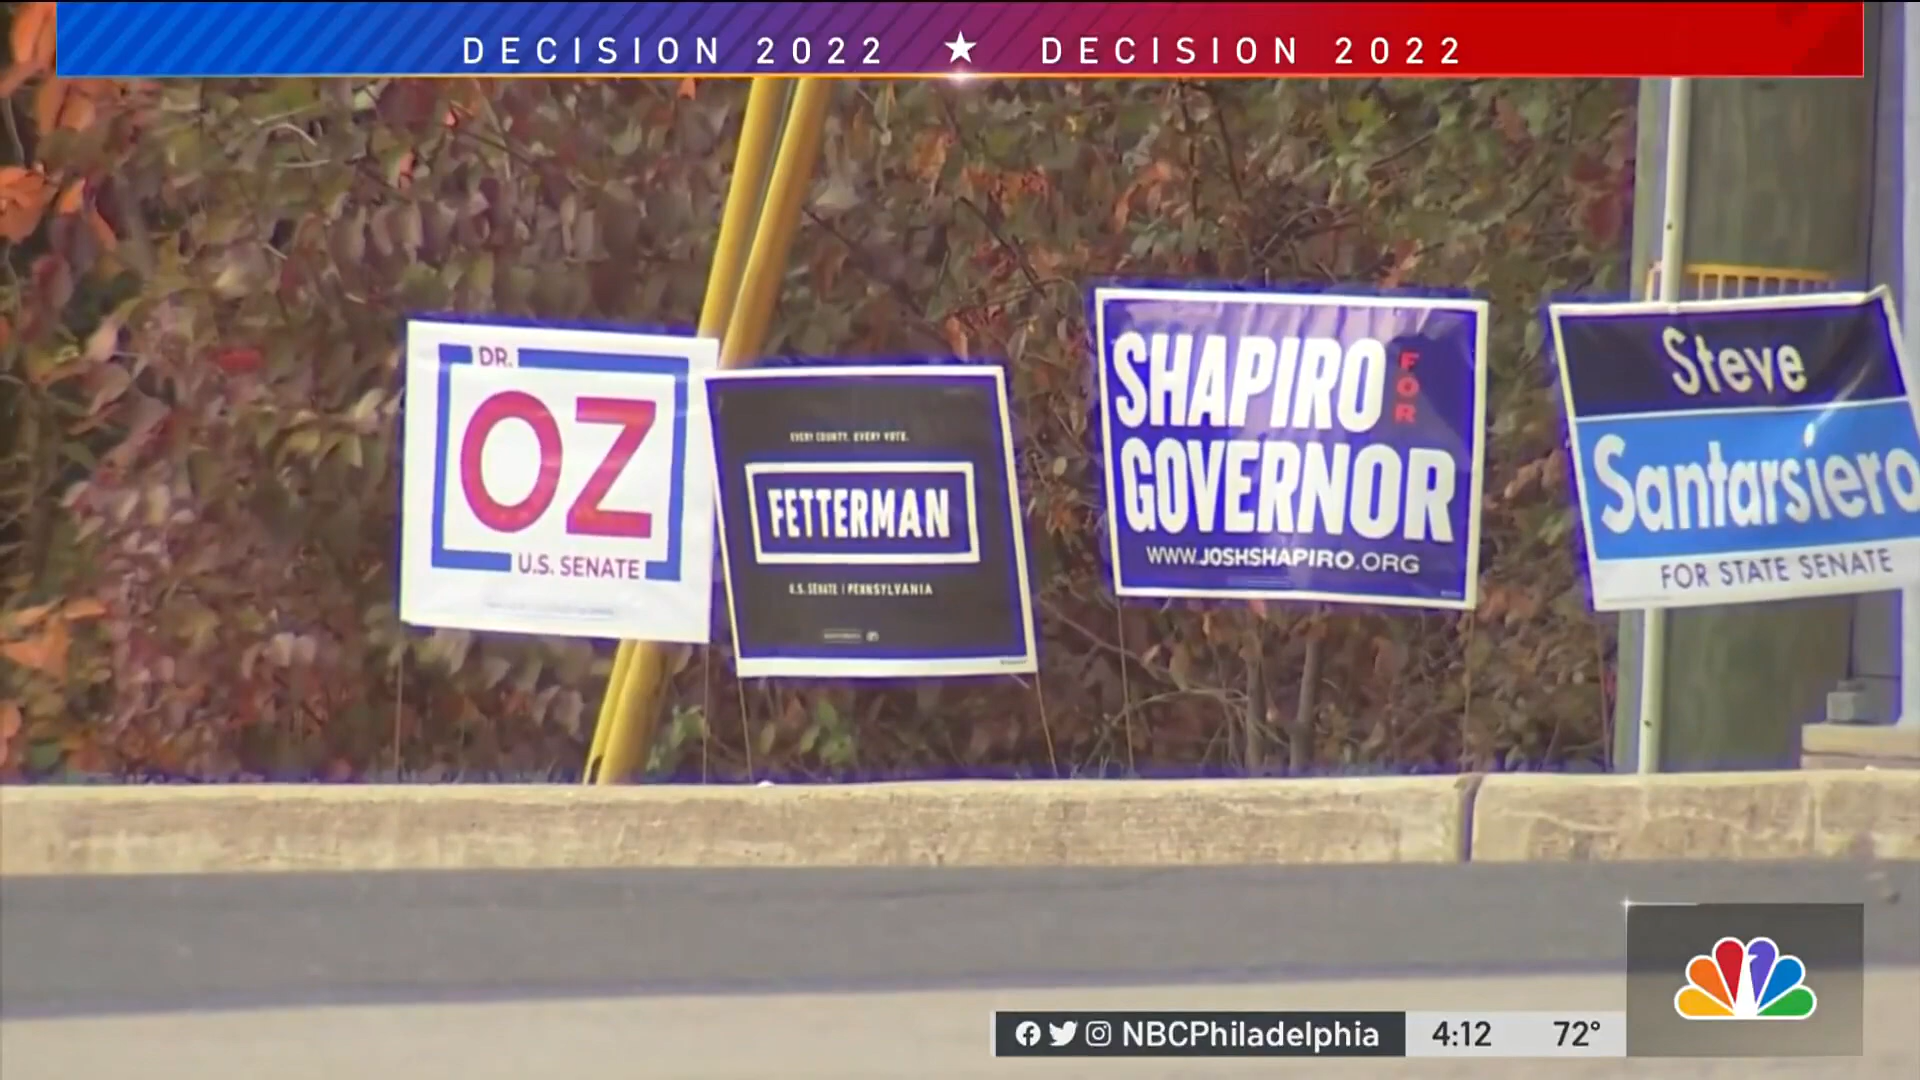 DECISION 2022 ★ DECISION 2022
DR.
OZ
U.S. SENATE
EVERY COUNTY. EVERY VOTE.
FETTERMAN
U.S. SENATE | PENNSYLVANIA
SHAPIRO
FOR
GOVERNOR
WWW.JOSHSHAPIRO.ORG
Steve
Santarsiero
FOR STATE SENATE
NBCPhiladelphia 4:12 72°